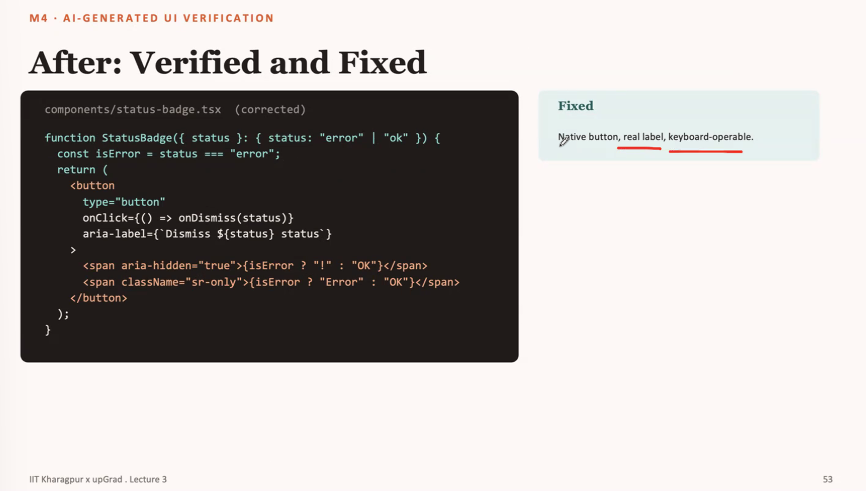 M4 · AI-GENERATED UI VERIFICATION
After: Verified and Fixed
components/status-badge.tsx (corrected)
function StatusBadge({ status }: { status: "error" | "ok" }) {
  const isError = status === "error";
  return (
    <button
      type="button"
      onClick={() => onDismiss(status)}
      aria-label={`Dismiss ${status} status`}
    >
      <span aria-hidden="true">{isError ? "!" : "OK"}</span>
      <span className="sr-only">{isError ? "Error" : "OK"}</span>
    </button>
  );
}
Fixed
Native button, real label, keyboard-operable.
IIT Kharagpur x upGrad . Lecture 3
53